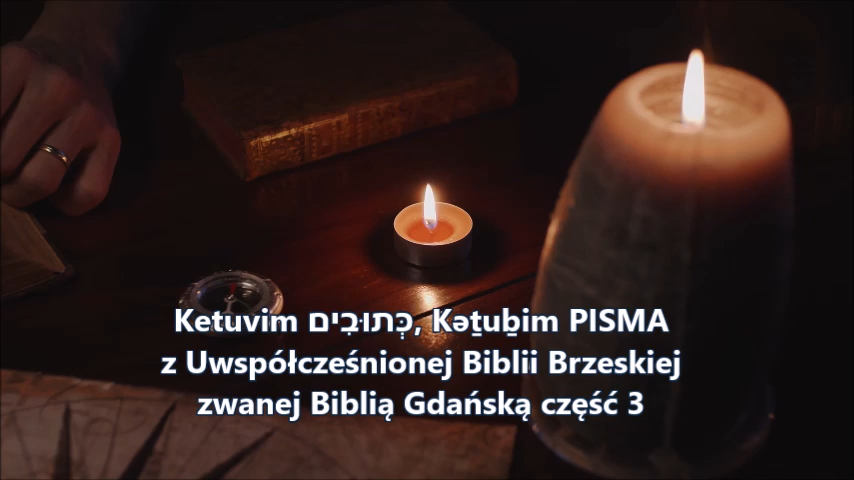 Ketuvim כְּתוּבִים, Kəṯuḇim PISMA
z Uwspółcześnionej Biblii Brzeskiej
zwanej Biblią Gdańską część 3